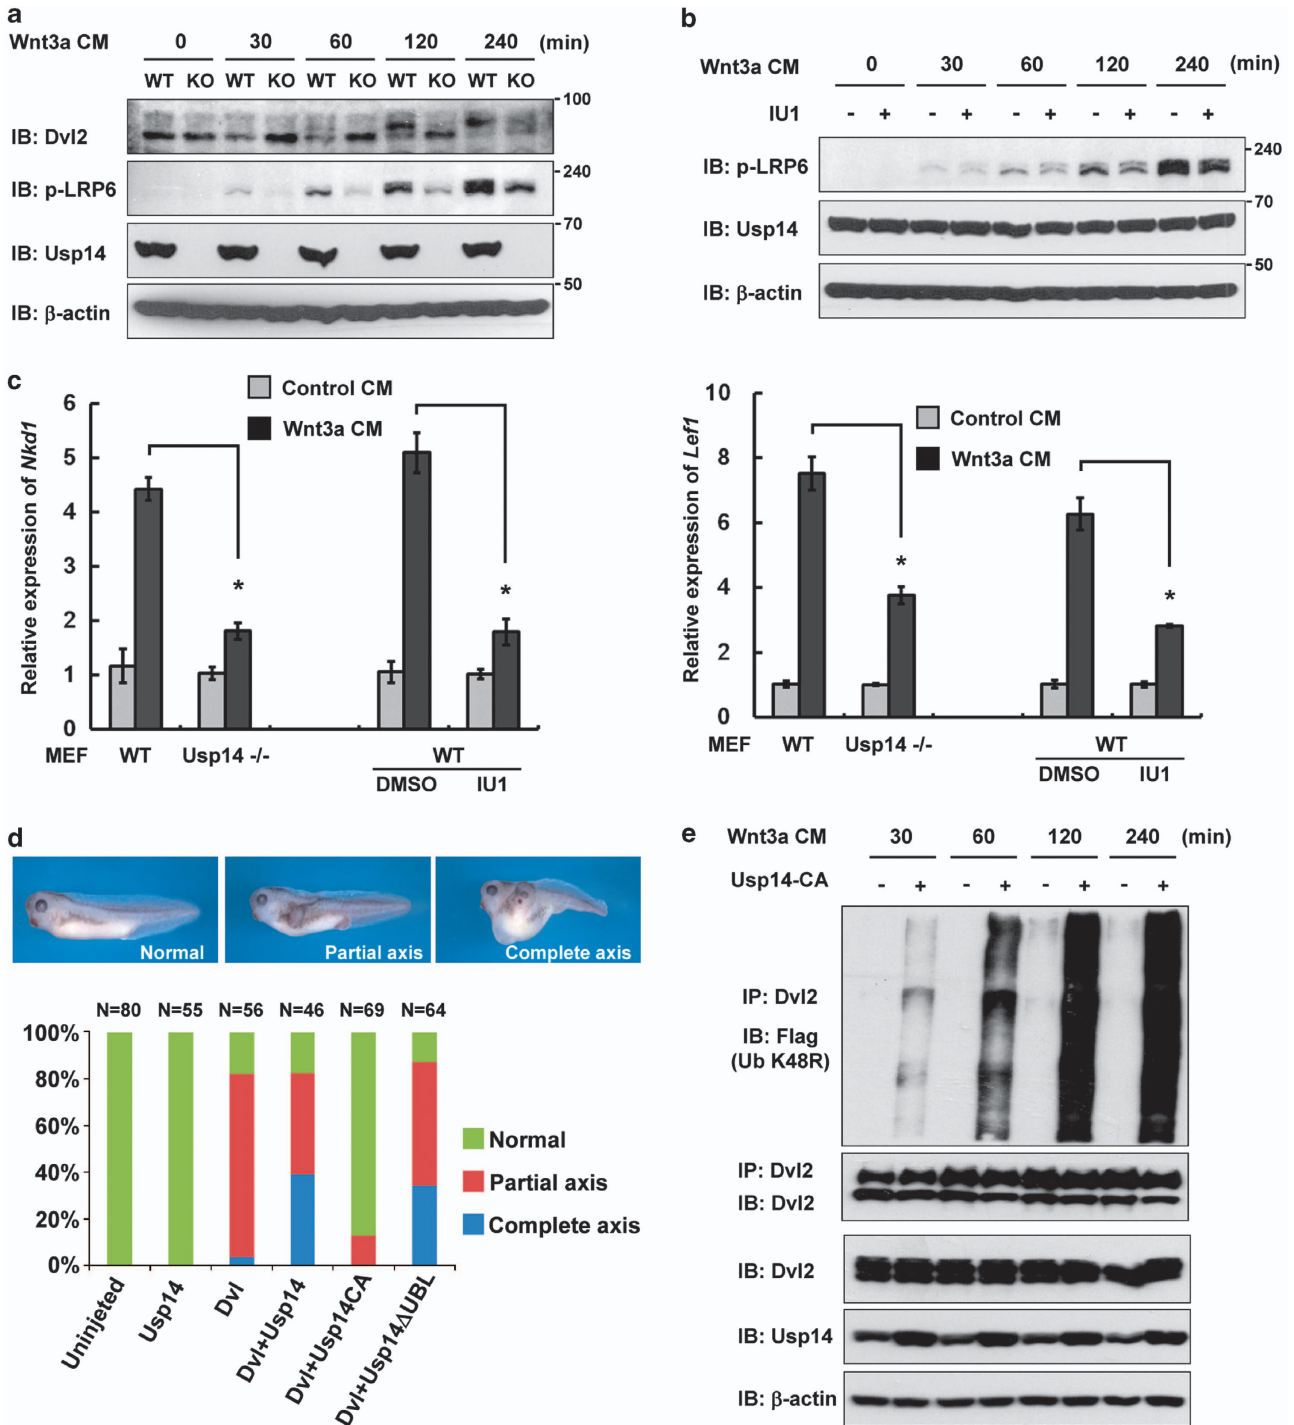 a
Wnt3a CM 0 30 60 120 240 (min)
WT KO WT KO WT KO WT KO WT KO
IB: Dvl2
100
IB: p-LRP6
240
IB: Usp14
70
IB: β-actin
50
b
Wnt3a CM 0 30 60 120 240 (min)
IU1 - + - + - + - + - +
IB: p-LRP6
240
IB: Usp14
70
IB: β-actin
50
c
Control CM
Wnt3a CM
Relative expression of Nkd1
6
5
4
3
2
1
0
* *
MEF WT Usp14 -/- WT
DMSO IU1
Control CM
Wnt3a CM
Relative expression of Lef1
10
8
6
4
2
0
* *
MEF WT Usp14 -/- WT
DMSO IU1
d
Normal
Partial axis
Complete axis
N=80 N=55 N=56 N=46 N=69 N=64
100%
80%
60%
40%
20%
0%
Uninjeted
Usp14
Dvl
Dvl+Usp14
Dvl+Usp14CA
Dvl+Usp14ΔUBL
Normal
Partial axis
Complete axis
e
Wnt3a CM 30 60 120 240 (min)
Usp14-CA - + - + - + - +
IP: Dvl2
IB: Flag
(Ub K48R)
IP: Dvl2
IB: Dvl2
IB: Dvl2
IB: Usp14
IB: β-actin